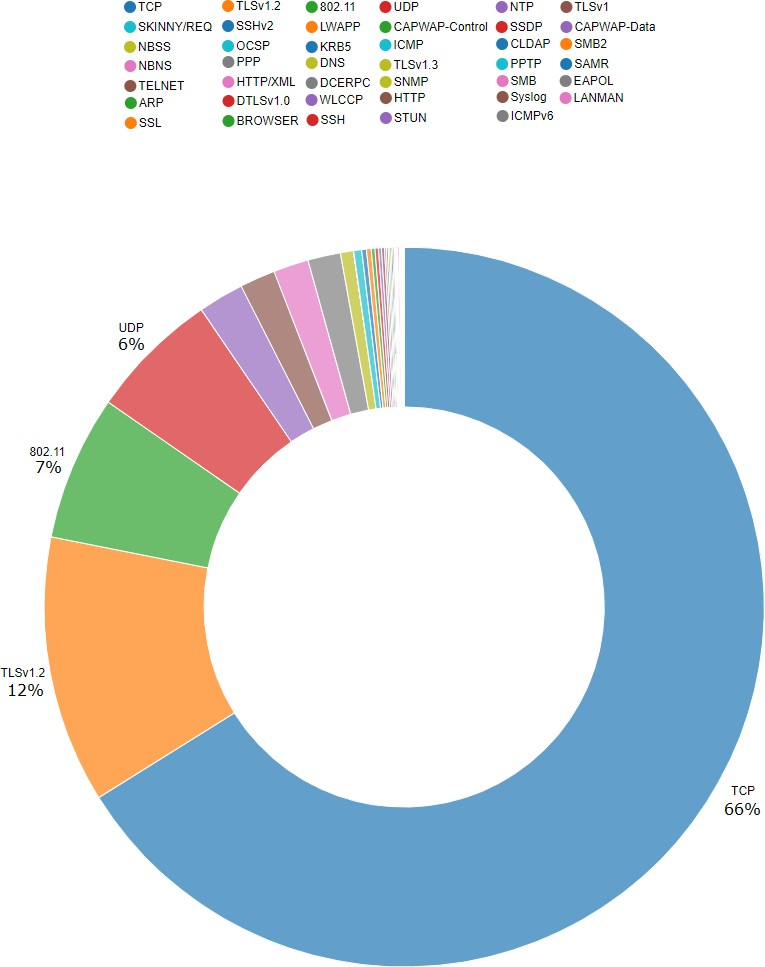 TCP TLSv1.2 802.11 UDP NTP TLSv1
SKINNY/REQ SSHv2 LWAPP CAPWAP-Control SSDP CAPWAP-Data
NBSS OCSP KRB5 ICMP CLDAP SMB2
NBNS PPP DNS TLSv1.3 PPTP SAMR
TELNET HTTP/XML DCERPC SNMP SMB EAPOL
ARP DTLSv1.0 WLCCP HTTP Syslog LANMAN
SSL BROWSER SSH STUN ICMPv6
UDP
6%
802.11
7%
TLSv1.2
12%
TCP
66%